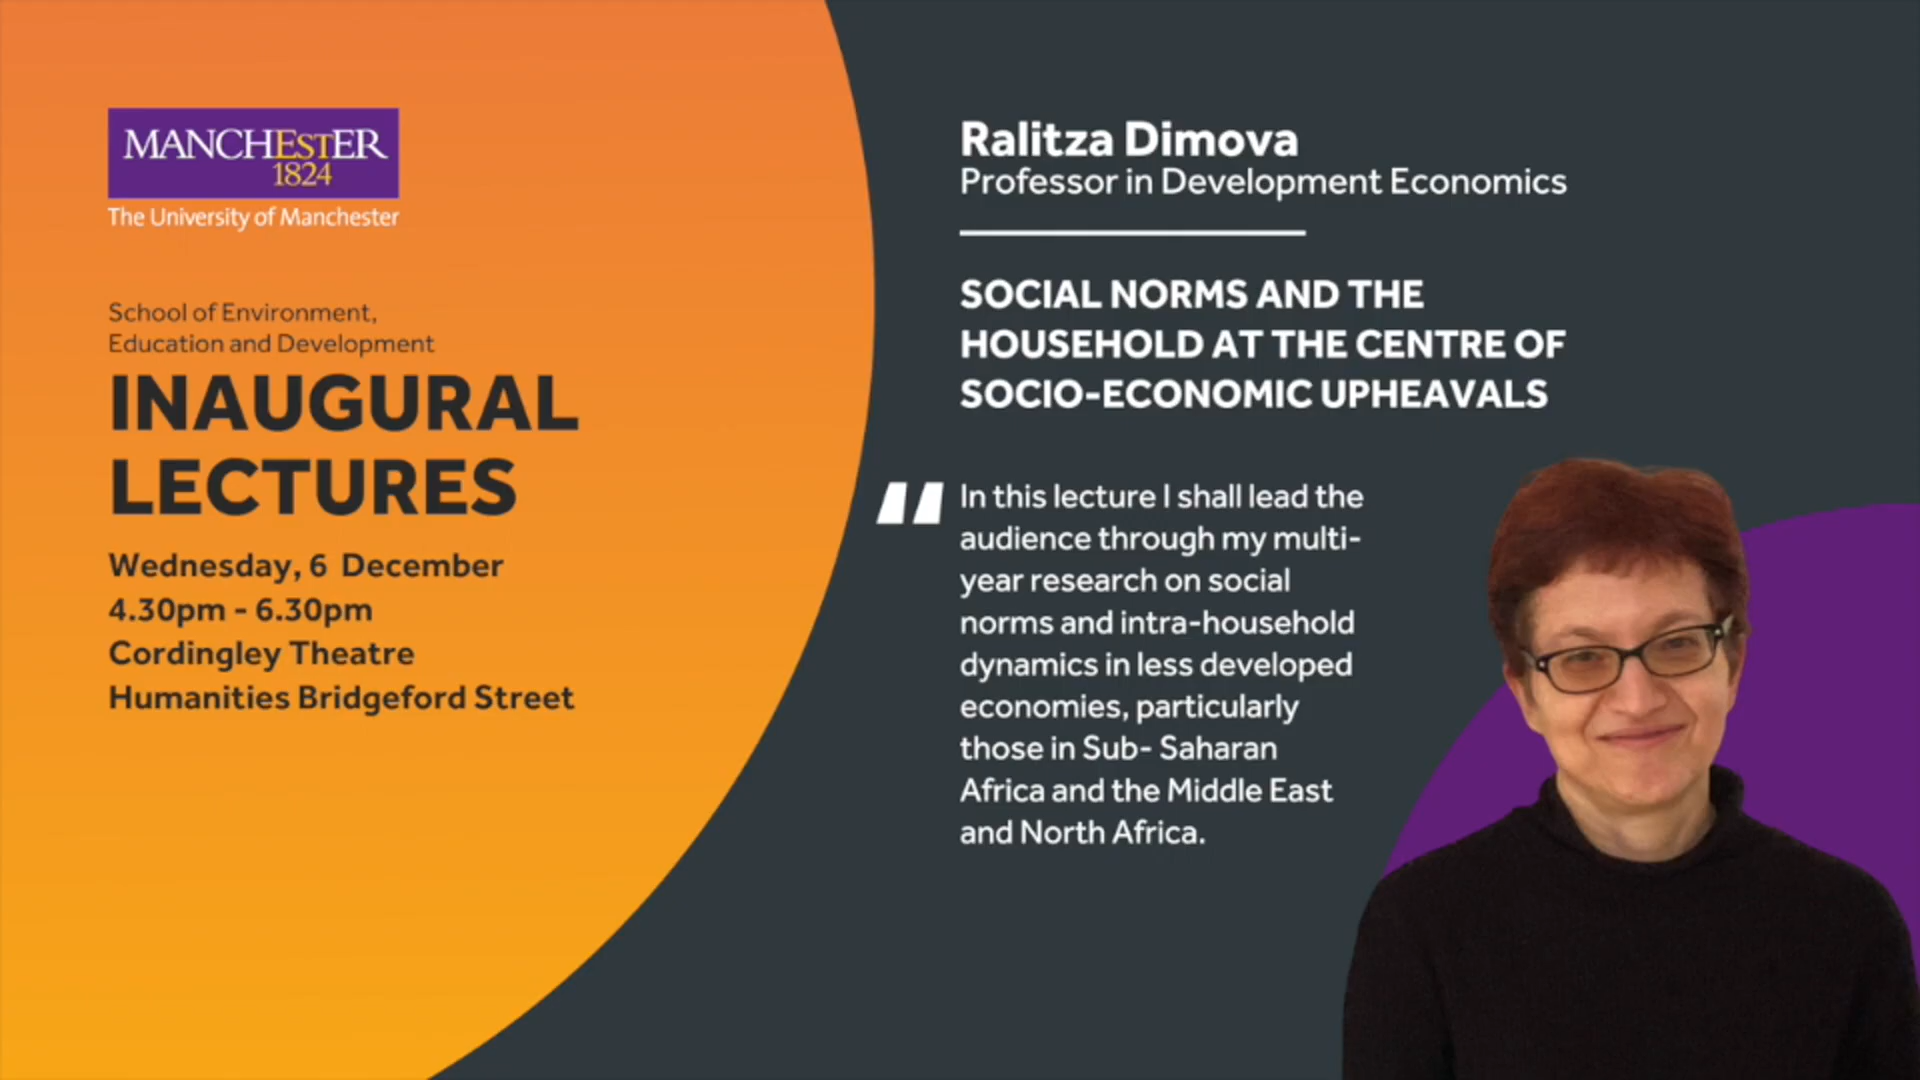 MANCHESTER
1824
The University of Manchester
School of Environment,
Education and Development
INAUGURAL
LECTURES
Wednesday, 6 December
4.30pm - 6.30pm
Cordingley Theatre
Humanities Bridgeford Street
Ralitza Dimova
Professor in Development Economics
SOCIAL NORMS AND THE
HOUSEHOLD AT THE CENTRE OF
SOCIO-ECONOMIC UPHEAVALS
" In this lecture I shall lead the
audience through my multi-
year research on social
norms and intra-household
dynamics in less developed
economies, particularly
those in Sub- Saharan
Africa and the Middle East
and North Africa.